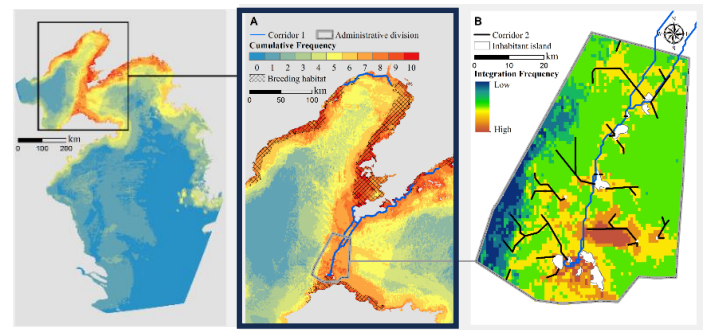 km
0 100 200
A
Corridor 1 Administrative division
Cumulative Frequency
0 1 2 3 4 5 6 7 8 9 10
Breeding habitat
km
0 50 100
B
Corridor 2
Inhabitant island
km
0 10 20
Integration Frequency
Low
High